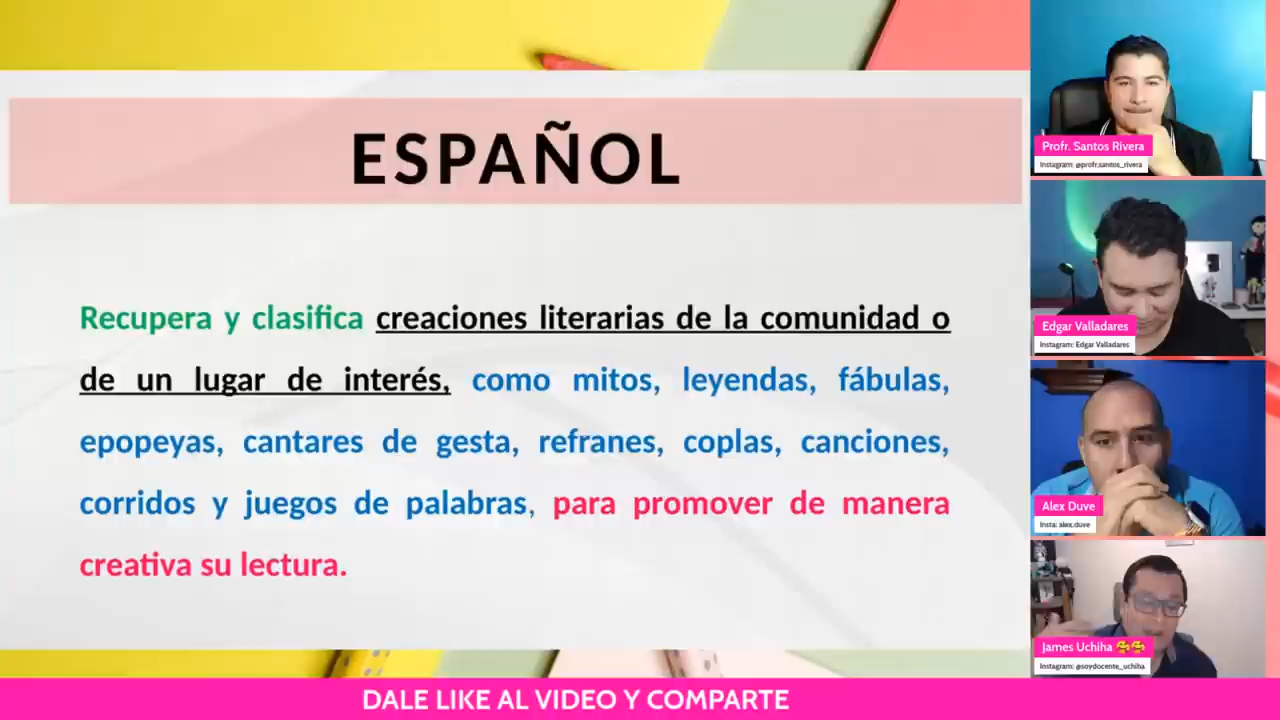 ESPAÑOL
Recupera y clasifica creaciones literarias de la comunidad o
de un lugar de interés, como mitos, leyendas, fábulas,
epopeyas, cantares de gesta, refranes, coplas, canciones,
corridos y juegos de palabras, para promover de manera
creativa su lectura.
Profr. Santos Rivera
Instagram: @profr.santos_rivera
Edgar Valladares
Instagram: Edgar Valladares
Alex Duve
Insta: alex.duve
James Uchiha 🥰🥰
Instagram: @soydocente_uchiha
DALE LIKE AL VIDEO Y COMPARTE